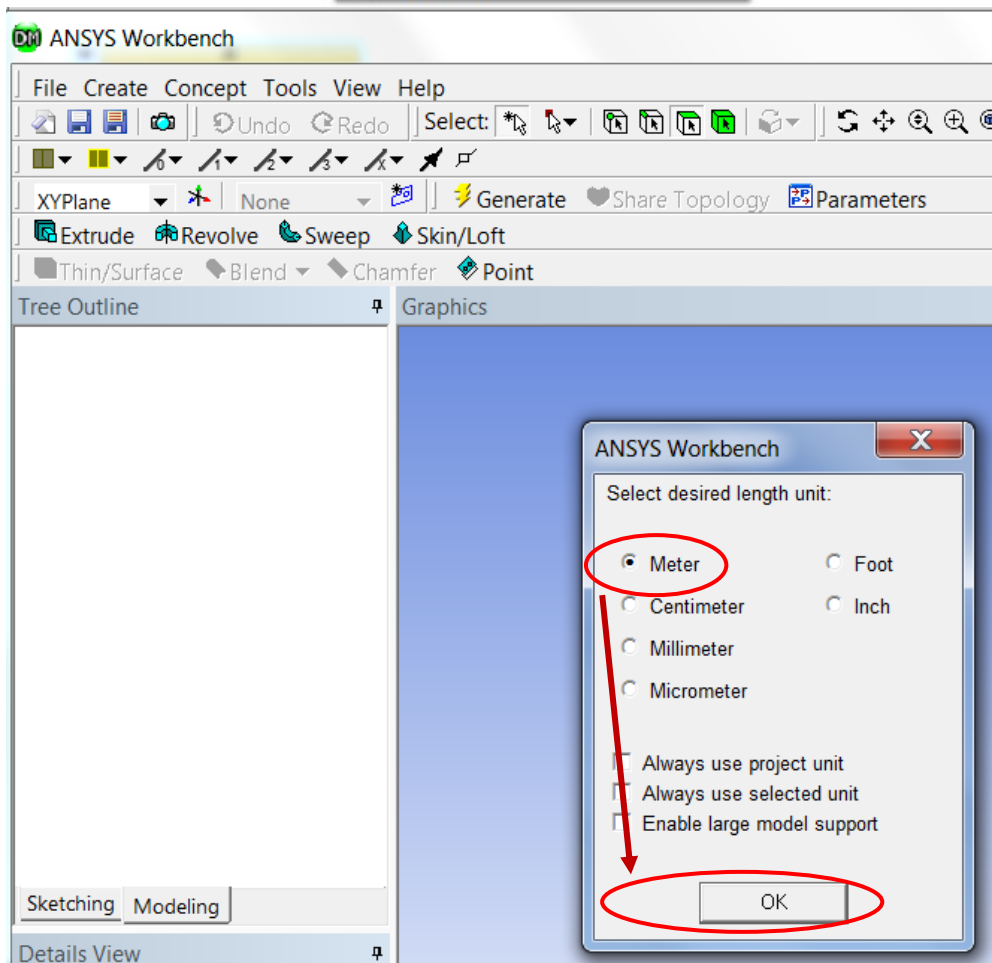 DM ANSYS Workbench
File Create Concept Tools View Help
Undo Redo Select:
XYPlane None Generate Share Topology Parameters
Extrude Revolve Sweep Skin/Loft
Thin/Surface Blend Chamfer Point
Tree Outline Graphics
ANSYS Workbench X
Select desired length unit:
Meter Foot
Centimeter Inch
Millimeter
Micrometer
Always use project unit
Always use selected unit
Enable large model support
OK
Sketching Modeling
Details View